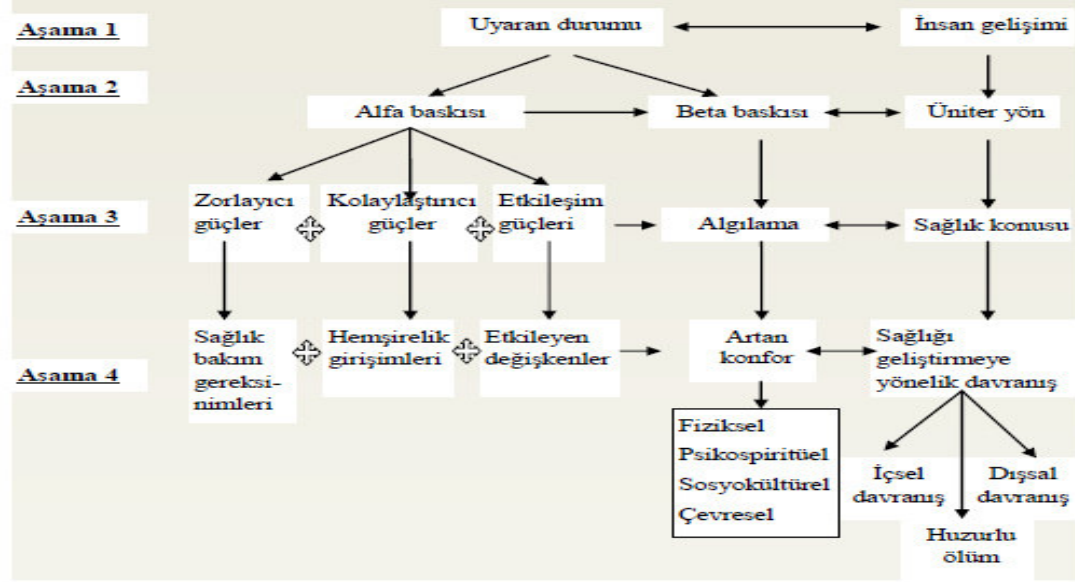 Aşama 1
Uyaran durumu
İnsan gelişimi
Aşama 2
Alfa baskısı
Beta baskısı
Üniter yön
Aşama 3
Zorlayıcı
güçler
Kolaylaştırıcı
güçler
Etkileşim
güçleri
Algılama
Sağlık konusu
Aşama 4
Sağlık
bakım
gereksi-
nimleri
Hemşirelik
girişimleri
Etkileyen
değişkenler
Artan
konfor
Sağlığı
geliştirmeye
yönelik davranış
Fiziksel
Psikospiritüel
Sosyokültürel
Çevresel
İçsel
davranış
Dışsal
davranış
Huzurlu
ölüm